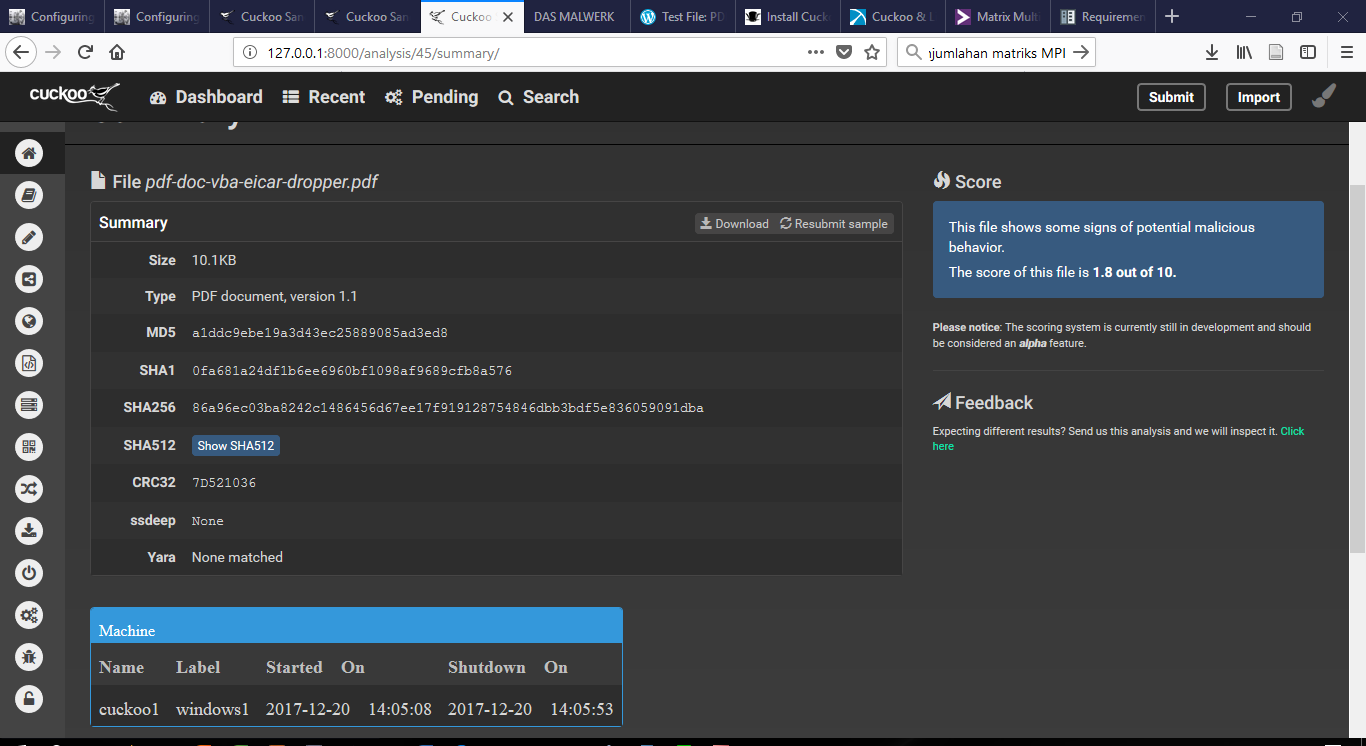 Configuring
Configuring
Cuckoo San
Cuckoo San
Cuckoo
DAS MALWERK
Test File: PD
Install Cuck
Cuckoo & L
Matrix Mult
Requiremen
127.0.0.1:8000/analysis/45/summary/
njumlahan matriks MPI
cuckoo
Dashboard
Recent
Pending
Search
Submit
Import
File pdf-doc-vba-eicar-dropper.pdf
Summary
Download
Resubmit sample
Size 10.1KB
Type PDF document, version 1.1
MD5 a1ddc9ebe19a3d43ec25889085ad3ed8
SHA1 0fa681a24df1b6ee6960bf1098af9689cfb8a576
SHA256 86a96ec03ba8242c1486456d67ee17f919128754846dbb3bdf5e836059091dba
SHA512 Show SHA512
CRC32 7D521036
ssdeep None
Yara None matched
Score
This file shows some signs of potential malicious
behavior.
The score of this file is 1.8 out of 10.
Please notice: The scoring system is currently still in development and should
be considered an alpha feature.
Feedback
Expecting different results? Send us this analysis and we will inspect it. Click
here
Machine
Name Label Started On Shutdown On
cuckoo1 windows1 2017-12-20 14:05:08 2017-12-20 14:05:53